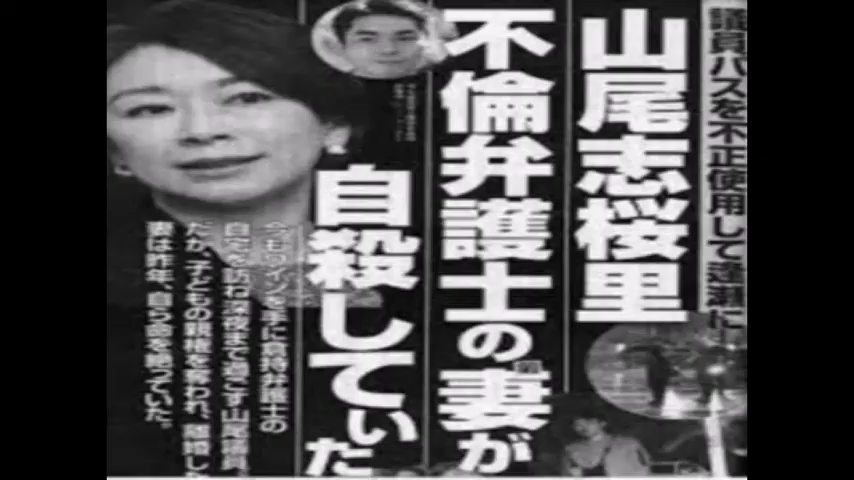 議員パスを不正使用して逢瀬に
山尾志桜里
不倫弁護士の妻が
自殺していた
今もワインを手に倉持弁護士の
自宅を訪ね深夜まで過ごす山尾議員。
だが、子どもの親権を奪われ、離婚し
妻は昨年、自ら命を絶っていた。